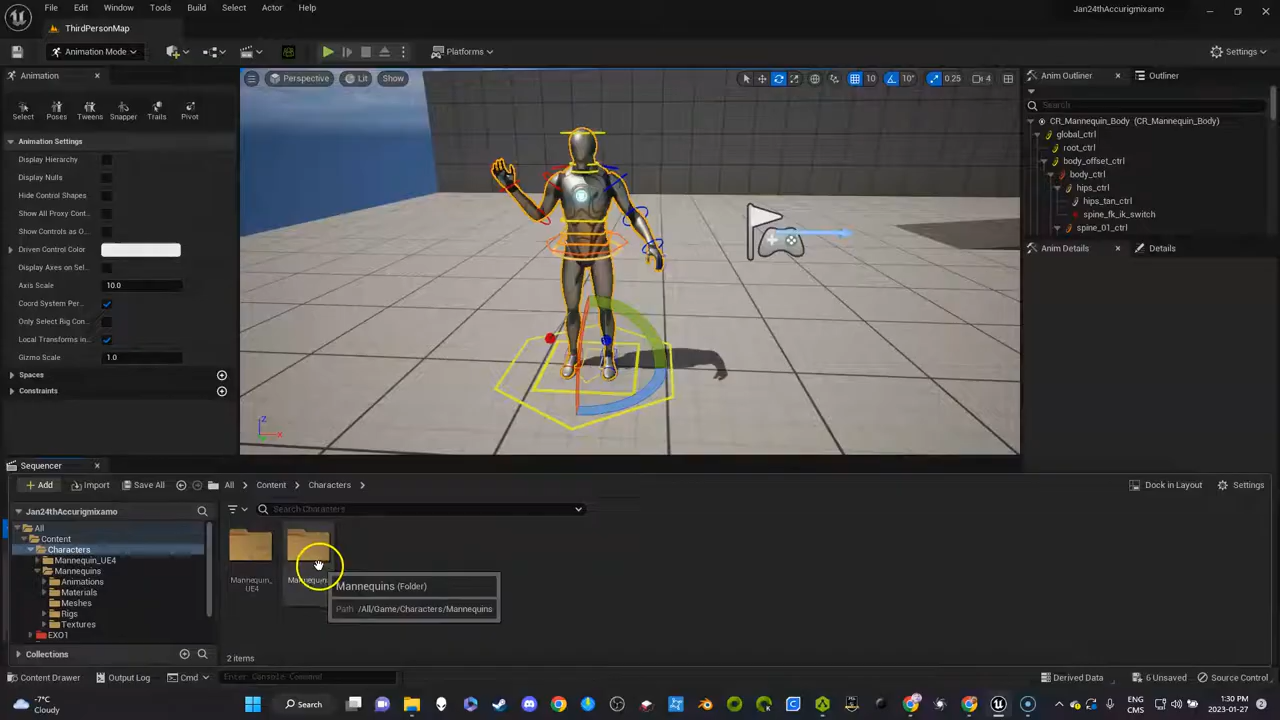 File Edit Window Tools Build Select Actor Help
Jan24thAccurigmixamo
ThirdPersonMap
Animation Mode
Platforms
Settings
Animation
Perspective
Lit
Show
10
10°
0.25
4
Anim Outliner
Outliner
Select Poses Tweens Snapper Trails Pivot
Search
CR_Mannequin_Body (CR_Mannequin_Body)
global_ctrl
root_ctrl
body_offset_ctrl
body_ctrl
hips_ctrl
hips_tan_ctrl
spine_fk_ik_switch
spine_01_ctrl
Animation Settings
Display Hierarchy
Display Nulls
Hide Control Shapes
Show All Proxy Cont...
Show Controls as O...
Driven Control Color
Display Axes on Sel...
Axis Scale 10.0
Coord System Per...
Only Select Rig Con...
Local Transforms in...
Gizmo Scale 1.0
Spaces
Constraints
Anim Details
Details
Z
X
Sequencer
Add
Import
Save All
All
Content
Characters
Dock in Layout
Settings
Jan24thAccurigmixamo
Search Characters
All
Content
Characters
Mannequin_UE4
Mannequins
Animations
Materials
Meshes
Rigs
Textures
EXO1
Mannequin_
UE4
Mannequins (Folder)
Path /All/Game/Characters/Mannequins
Collections
2 items
Content Drawer
Output Log
Cmd
Enter Console Command
Derived Data
6 Unsaved
Source Control
-7°C
Cloudy
Search
ENG
CMS
1:30 PM
2023-01-27